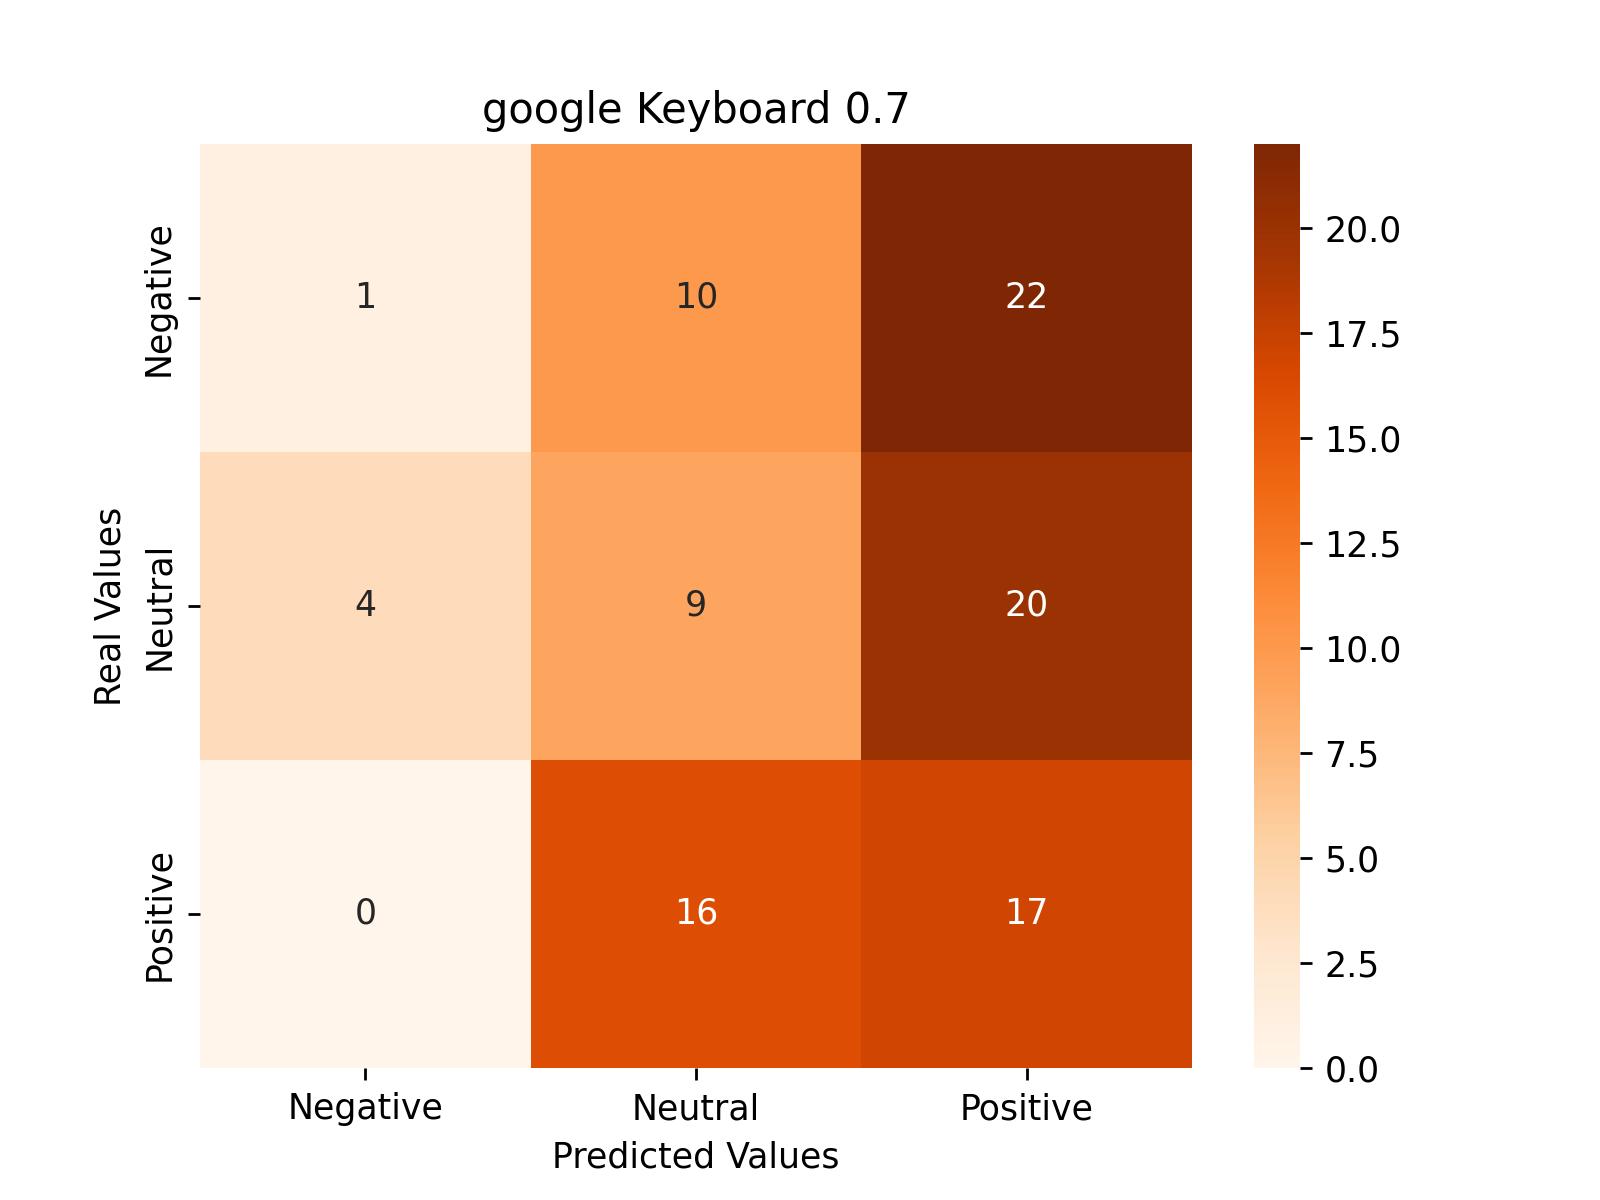 google Keyboard 0.7
Real Values
Negative
1 10 22
Neutral
4 9 20
Positive
0 16 17
Negative Neutral Positive
Predicted Values
20.0
17.5
15.0
12.5
10.0
7.5
5.0
2.5
0.0